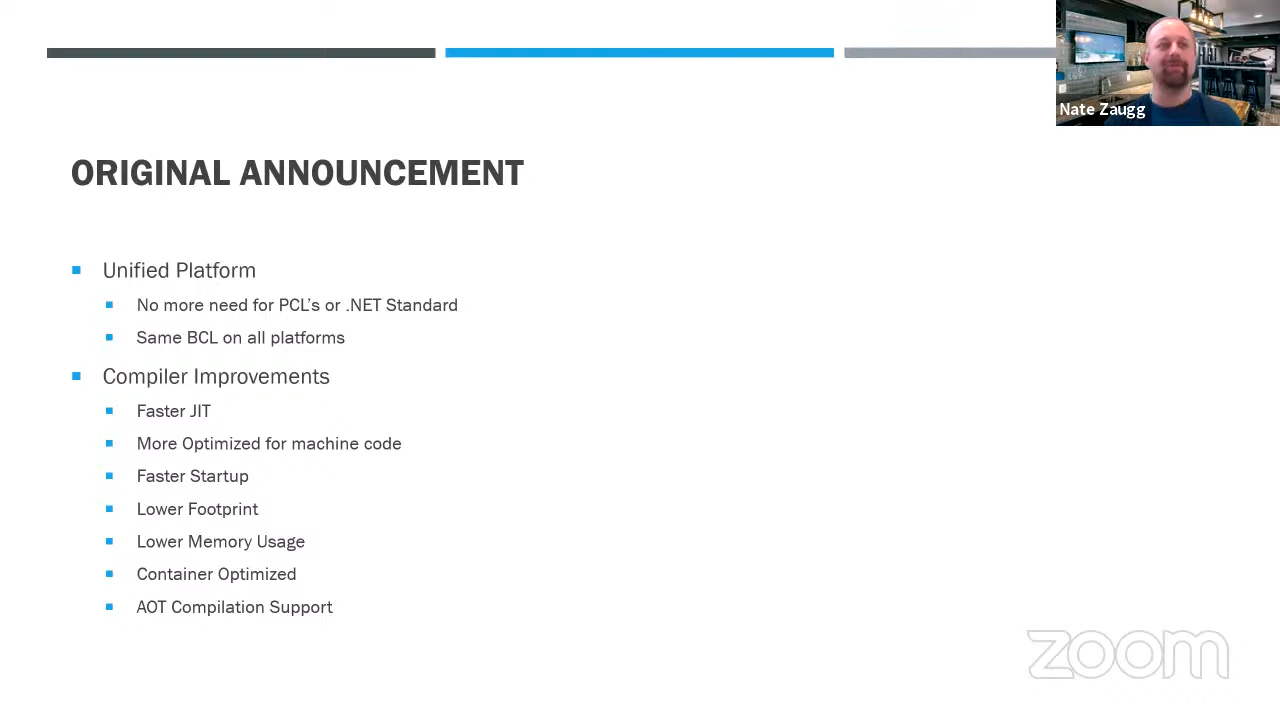 Nate Zaugg
ORIGINAL ANNOUNCEMENT
Unified Platform
No more need for PCL's or .NET Standard
Same BCL on all platforms
Compiler Improvements
Faster JIT
More Optimized for machine code
Faster Startup
Lower Footprint
Lower Memory Usage
Container Optimized
AOT Compilation Support
zoom